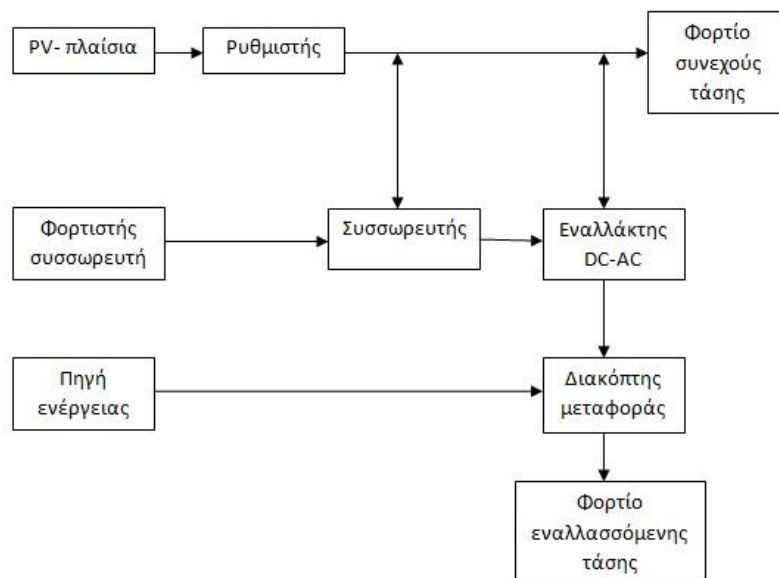 PV- πλαίσια
Ρυθμιστής
Φορτίο
συνεχούς
τάσης
Φορτιστής
συσσωρευτή
Συσσωρευτής
Εναλλάκτης
DC-AC
Πηγή
ενέργειας
Διακόπτης
μεταφοράς
Φορτίο
εναλλασσόμενης
τάσης